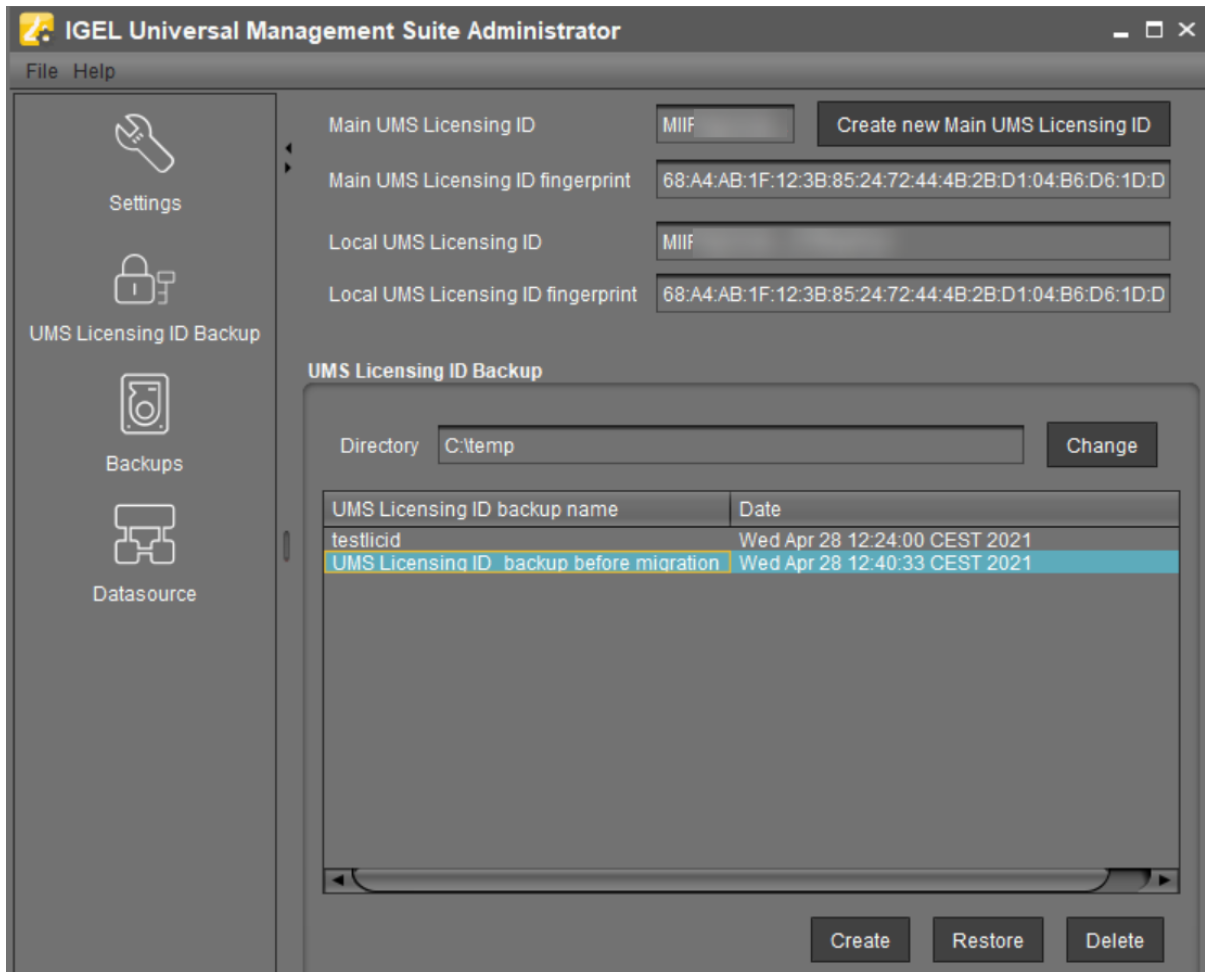 IGEL Universal Management Suite Administrator
File Help
Settings
UMS Licensing ID Backup
Backups
Datasource
Main UMS Licensing ID MIIF Create new Main UMS Licensing ID
Main UMS Licensing ID fingerprint 68:A4:AB:1F:12:3B:85:24:72:44:4B:2B:D1:04:B6:D6:1D:D
Local UMS Licensing ID MIIF
Local UMS Licensing ID fingerprint 68:A4:AB:1F:12:3B:85:24:72:44:4B:2B:D1:04:B6:D6:1D:D
UMS Licensing ID Backup
Directory C:\temp Change
UMS Licensing ID backup name Date
testlicid Wed Apr 28 12:24:00 CEST 2021
UMS Licensing ID_backup before migration Wed Apr 28 12:40:33 CEST 2021
Create Restore Delete